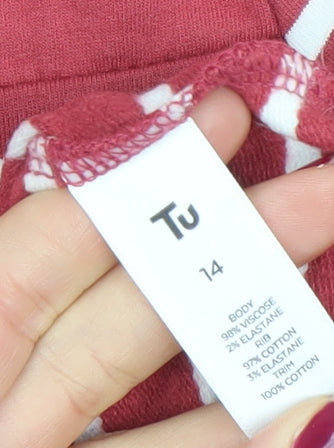 Tu
14
BODY
98% VISCOSE
2% ELASTANE
RIB
97% COTTON
3% ELASTANE
TRIM
100% COTTON